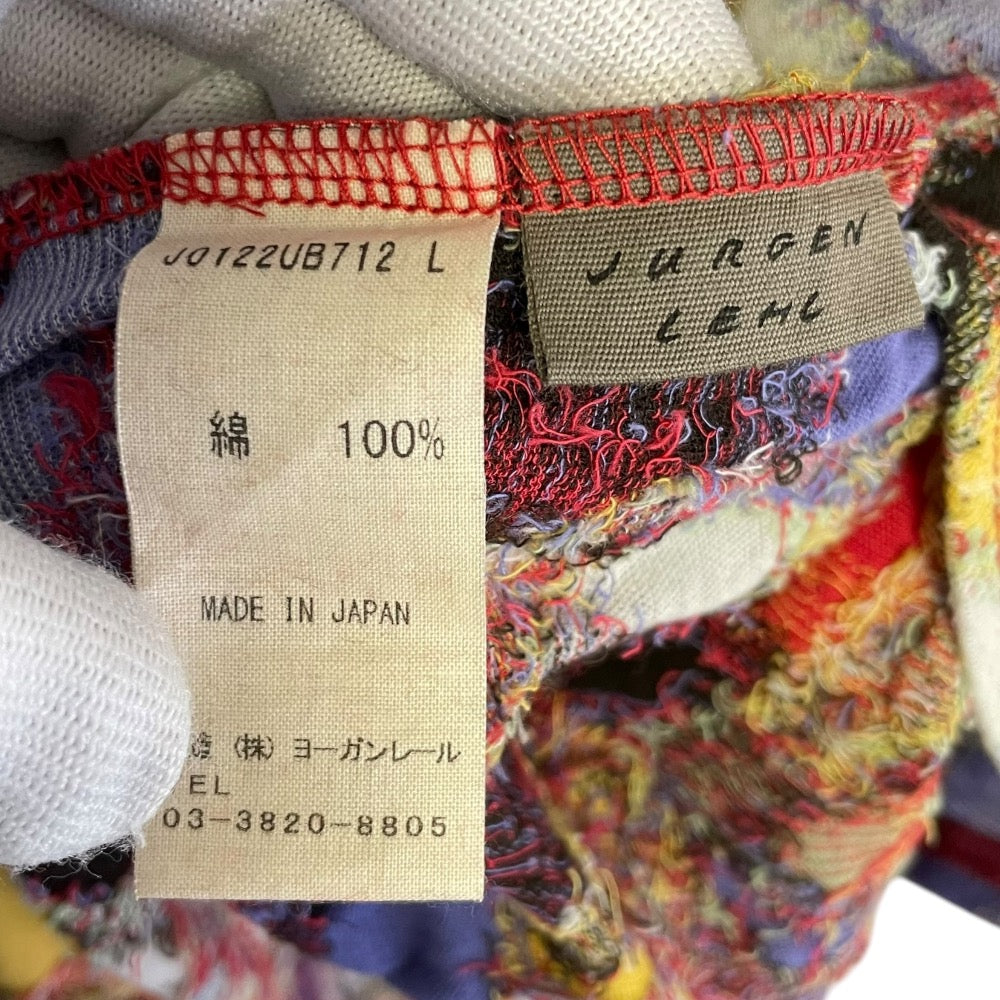 J0122UB712 L
綿 100%
MADE IN JAPAN
(株) ヨーガンレール
03-3820-8805
JURGEN
LEHL